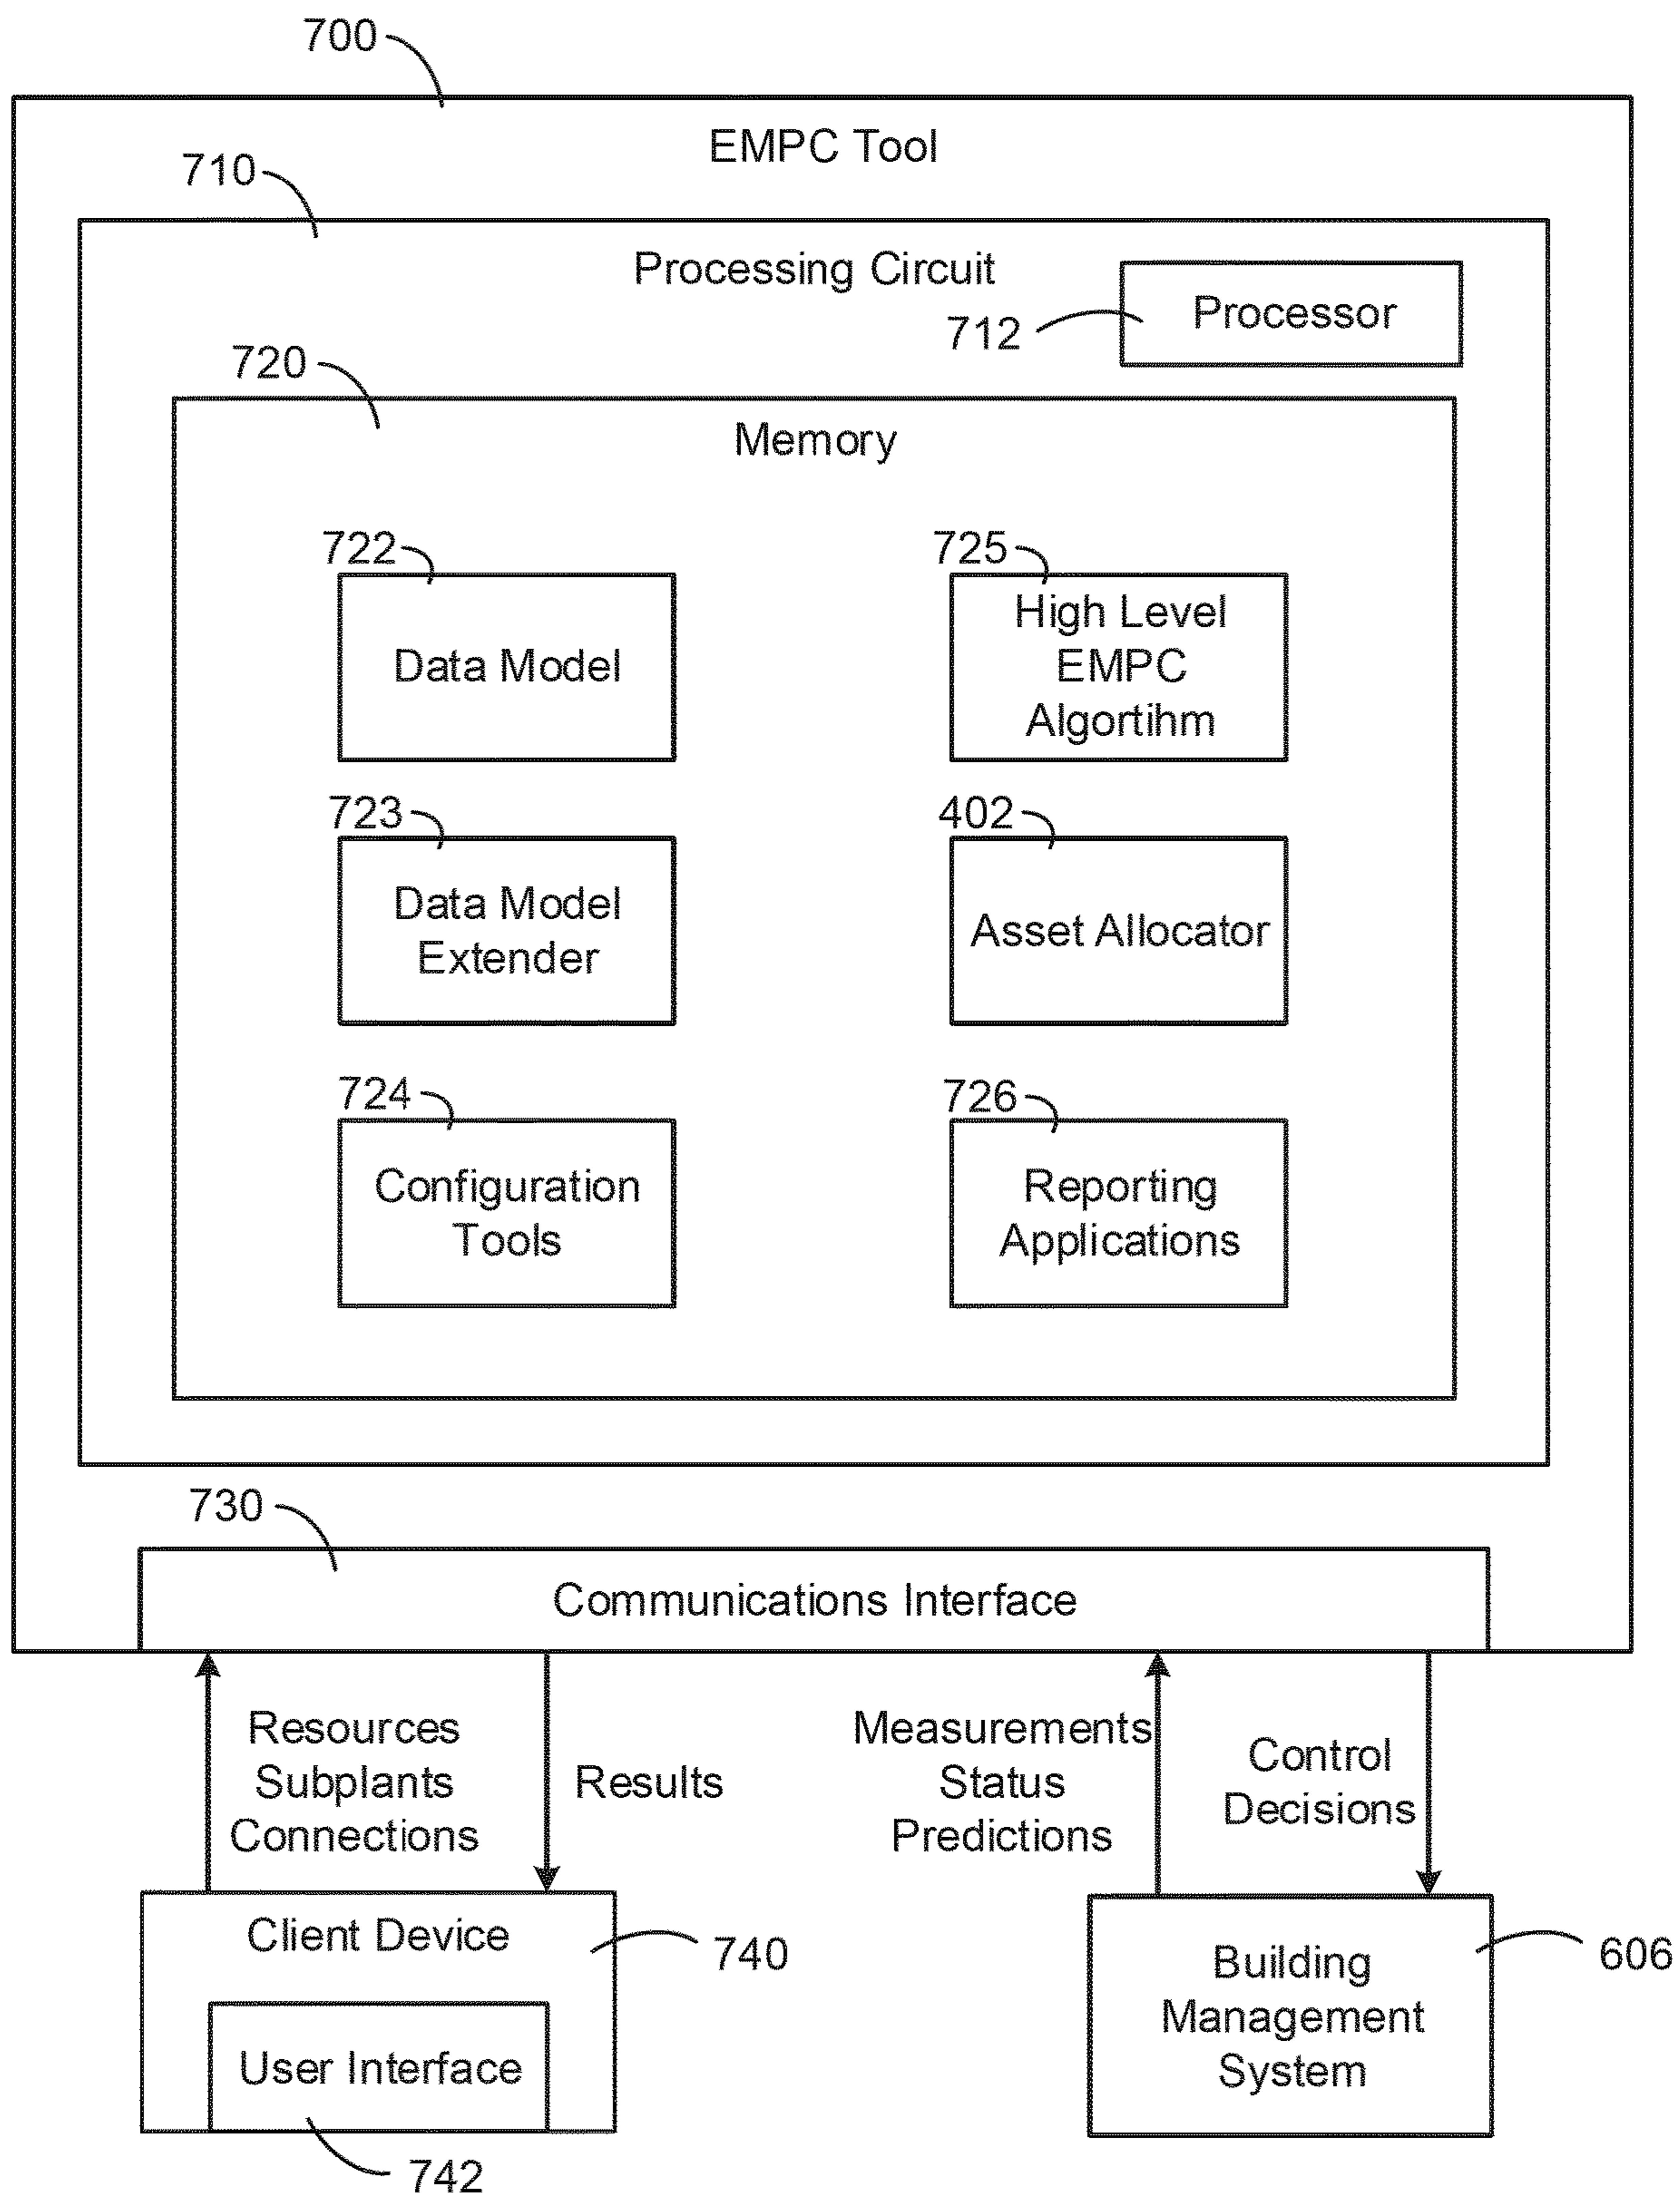 700
EMPC Tool
710
Processing Circuit
Processor
712
720
Memory
722
Data Model
725
High Level
EMPC
Algortihm
723
Data Model
Extender
402
Asset Allocator
724
Configuration
Tools
726
Reporting
Applications
730
Communications Interface
Resources
Subplants
Connections
Results
Measurements
Status
Predictions
Control
Decisions
Client Device
740
User Interface
742
Building
Management
System
606